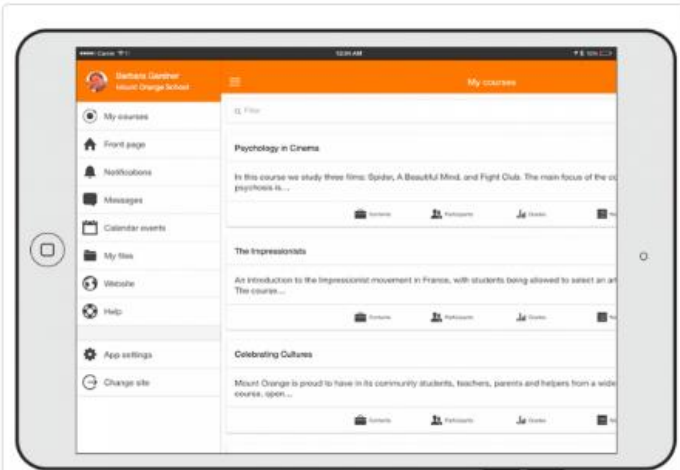 Carrier
Barbara Gardner
Mount Orange School
My courses
Front page
Notifications
Messages
Calendar events
My files
Website
Help
App settings
Change site
My courses
Filter
Psychology in Cinema
In this course we study three films: Spider, A Beautiful Mind, and Fight Club. The main focus of the co
psychosis is...
Contents Participants Grades
The Impressionists
An introduction to the Impressionist movement in France, with students being allowed to select an art
The course...
Contents Participants Grades
Celebrating Cultures
Mount Orange is proud to have in its community students, teachers, parents and helpers from a wide
course, open...
Contents Participants Grades